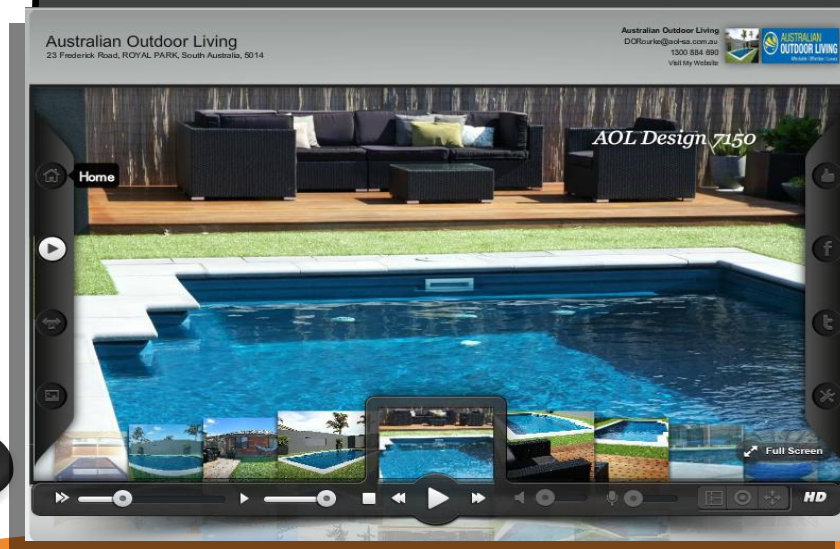 Australian Outdoor Living
23 Frederick Road, ROYAL PARK, South Australia, 5014
Australian Outdoor Living
DORourke@aol-sa.com.au
1300 884 690
Visit My Website
AUSTRALIAN
OUTDOOR LIVING
AOL Design 7150
Home
Full Screen
HD